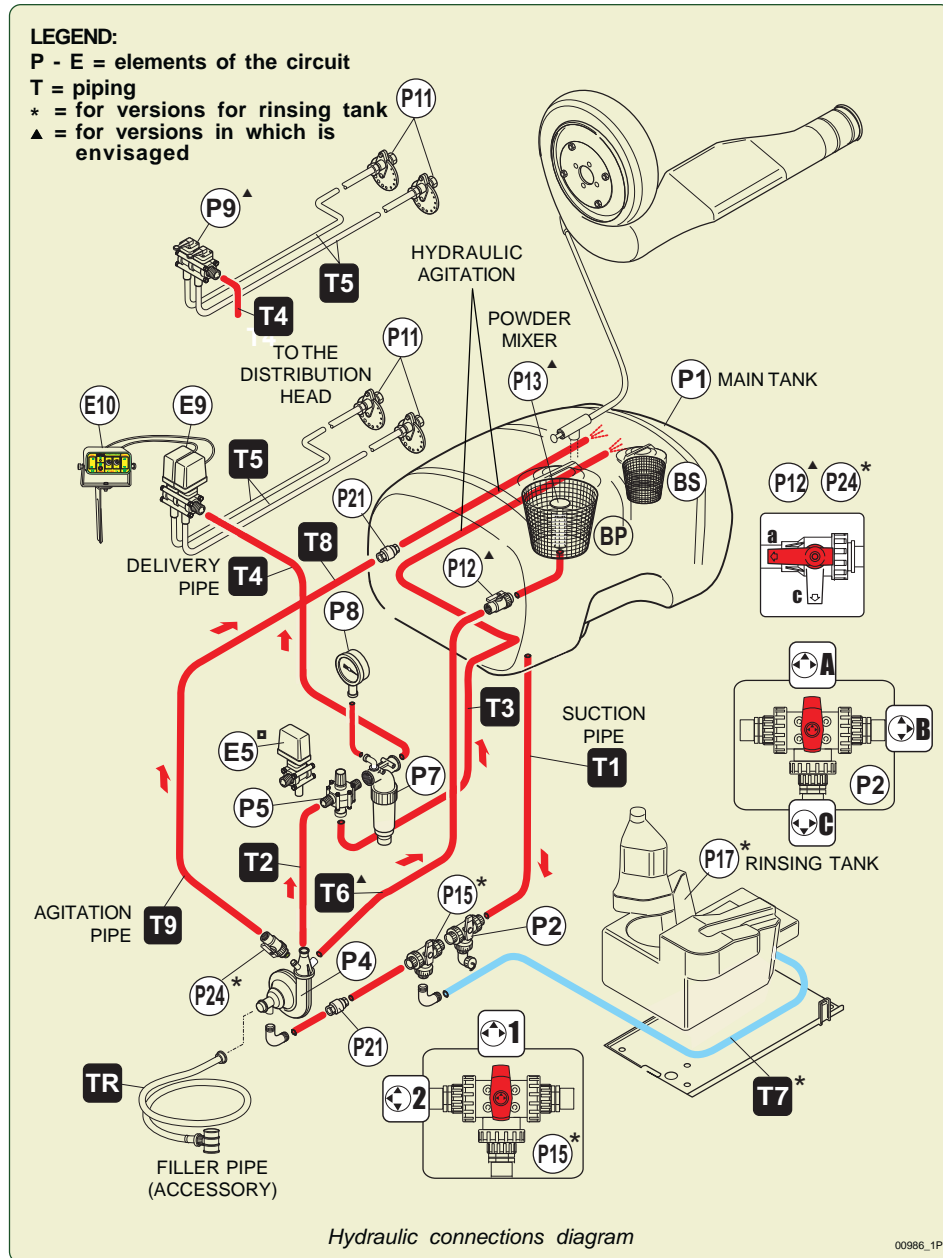 LEGEND:
P - E = elements of the circuit
T = piping
* = for versions for rinsing tank
▲ = for versions in which is
envisaged
P11
P9 ▲
T5
T4
HYDRAULIC
AGITATION
POWDER
MIXER
P13 ▲
P1 MAIN TANK
TO THE
DISTRIBUTION
HEAD
P11
E10
E9
T5
BS
P12 ▲ P24 *
a
c
P21
BP
T8
DELIVERY
PIPE
T4
P12 ▲
P8
A
B
P2
C
T3
SUCTION
PIPE
T1
E5
P7
P5
P17 *
RINSING TANK
T2
T6 ▲
P15 *
P2
AGITATION
PIPE
T9
P4
P24 *
P21
1
2
P15 *
T7 *
TR
FILLER PIPE
(ACCESSORY)
Hydraulic connections diagram
00986_1P